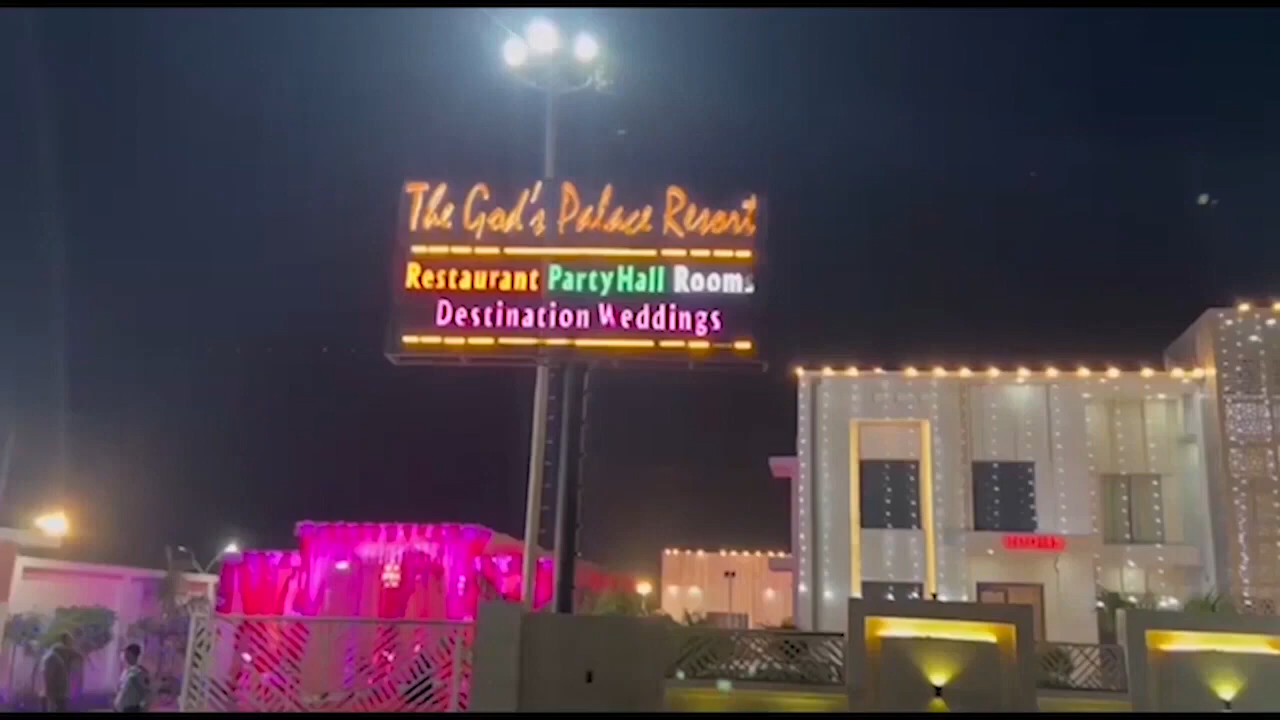 The God's Palace Resort
Restaurant PartyHall Rooms
Destination Weddings